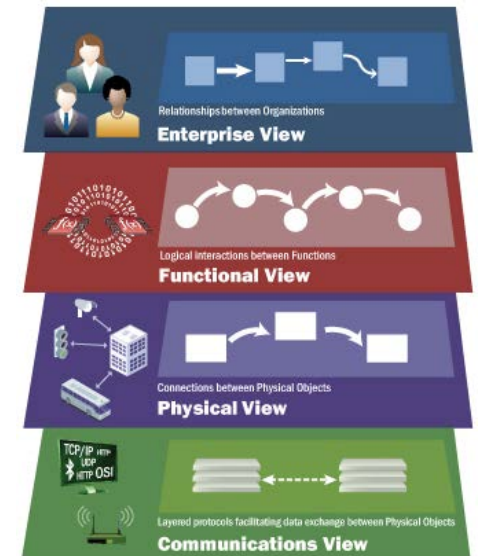 Relationships between Organizations
Enterprise View
f(x)
Logical interactions between Functions
Functional View
Connections between Physical Objects
Physical View
TCP/IP HTTP
UDP
HTTP OSI
Layered protocols facilitating data exchange between Physical Objects
Communications View